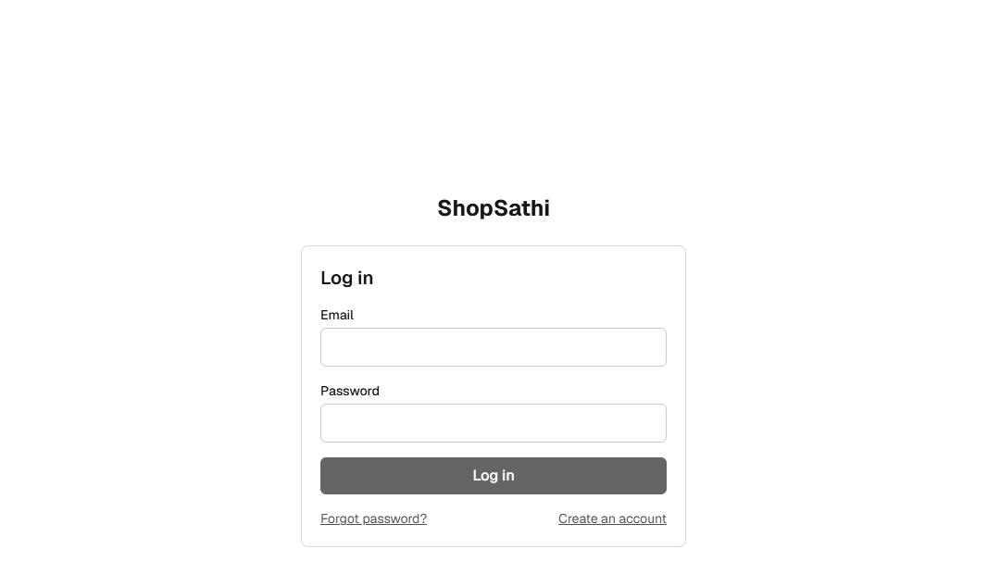 ShopSathi
Log in
Email
Password
Log in
Forgot password? Create an account